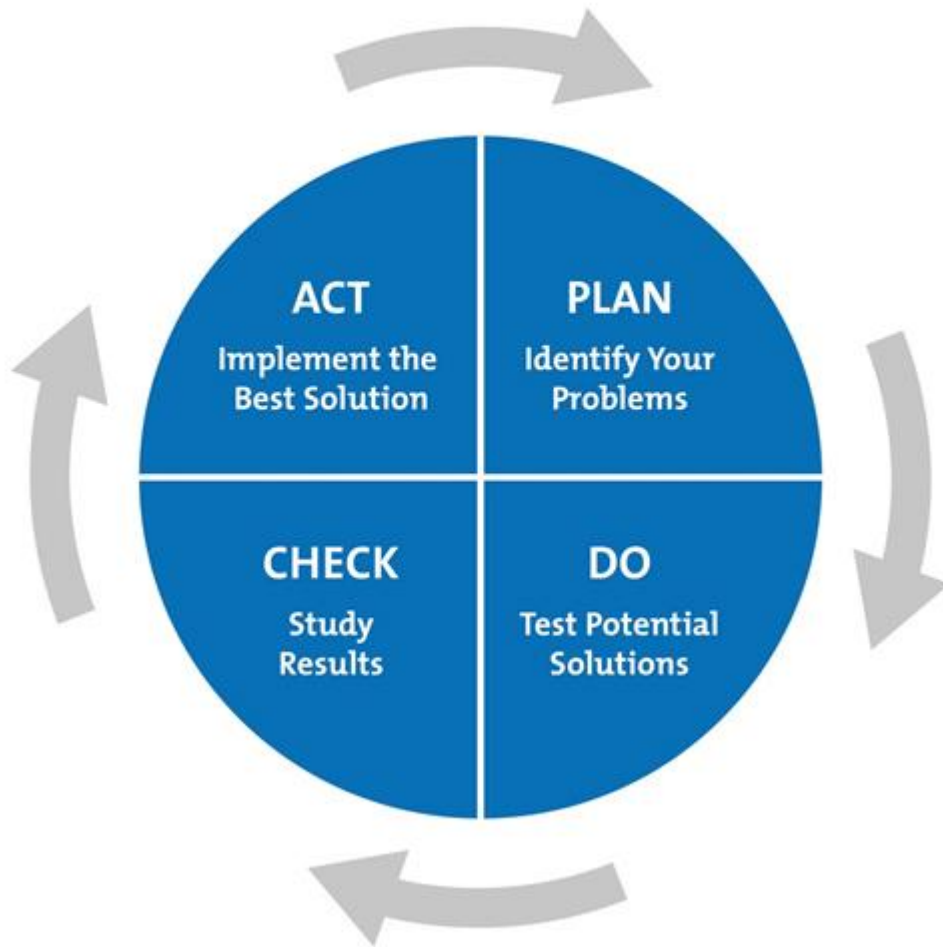 ACT
Implement the
Best Solution
PLAN
Identify Your
Problems
CHECK
Study
Results
DO
Test Potential
Solutions